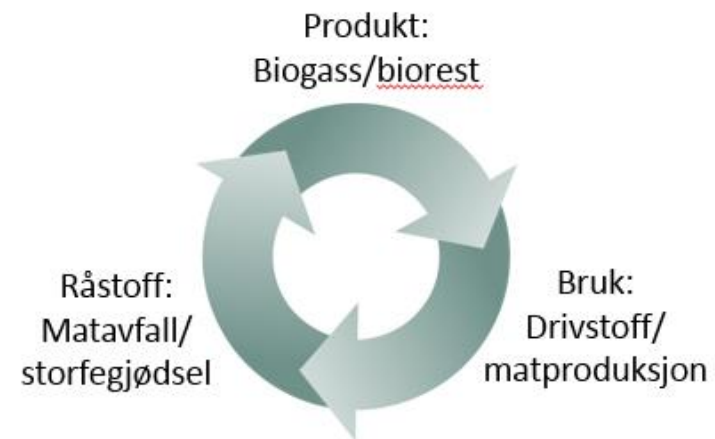 Produkt:
Biogass/biorest
Råstoff:
Matavfall/
storfegjødsel
Bruk:
Drivstoff/
matproduksjon